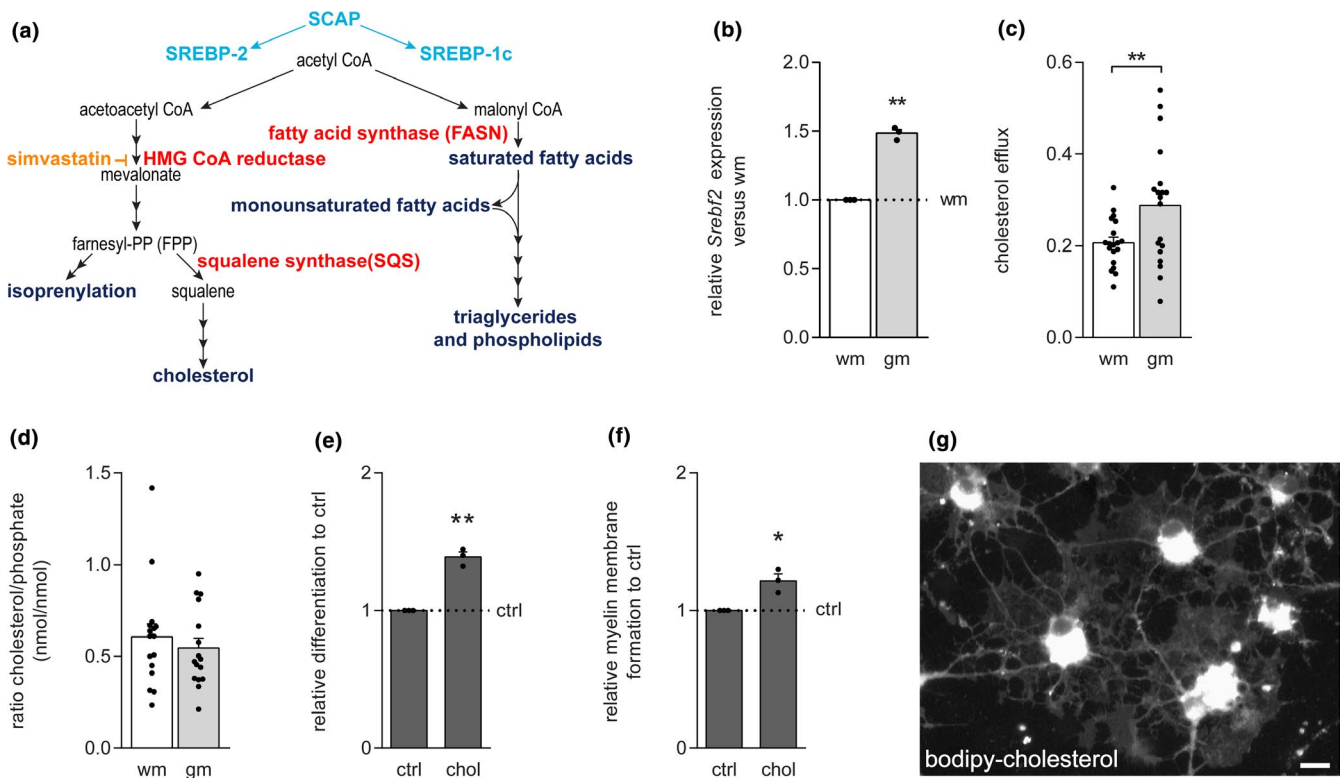 (a)
SCAP
SREBP-2
SREBP-1c
acetyl CoA
acetoacetyl CoA
malonyl CoA
fatty acid synthase (FASN)
simvastatin
HMG CoA reductase
saturated fatty acids
mevalonate
monounsaturated fatty acids
farnesyl-PP (FPP)
squalene synthase(SQS)
isoprenylation
squalene
triaglycerides
and phospholipids
cholesterol
(b)
relative Srebf2 expression
versus wm
2.0
1.5
1.0
0.5
0.0
**
wm
wm
gm
(c)
cholesterol efflux
0.6
0.4
0.2
0.0
**
wm
gm
(d)
ratio cholesterol/phosphate
(nmol/nmol)
1.5
1.0
0.5
0.0
wm
gm
(e)
relative differentiation to ctrl
2
1
0
**
ctrl
ctrl
chol
(f)
relative myelin membrane
formation to ctrl
2
1
0
*
ctrl
ctrl
chol
(g)
bodipy-cholesterol